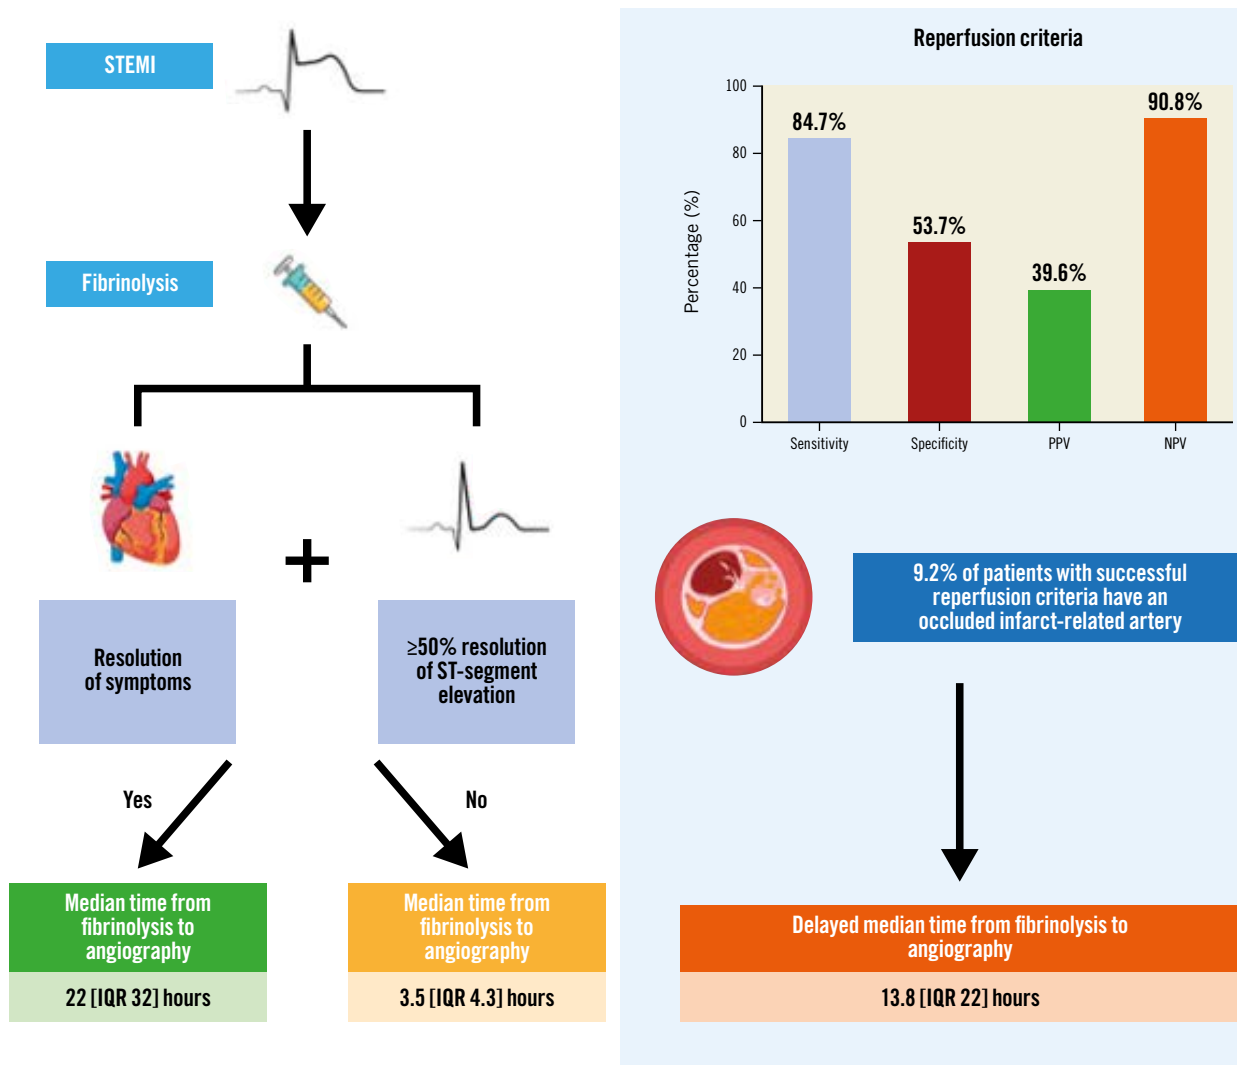 STEMI
Fibrinolysis
+
Resolution
of symptoms
≥50% resolution
of ST-segment
elevation
Yes
No
Median time from
fibrinolysis to
angiography
22 [IQR 32] hours
Median time from
fibrinolysis to
angiography
3.5 [IQR 4.3] hours
Reperfusion criteria
Percentage (%)
100
80
60
40
20
0
84.7%
53.7%
39.6%
90.8%
Sensitivity
Specificity
PPV
NPV
9.2% of patients with successful
reperfusion criteria have an
occluded infarct-related artery
Delayed median time from fibrinolysis to
angiography
13.8 [IQR 22] hours